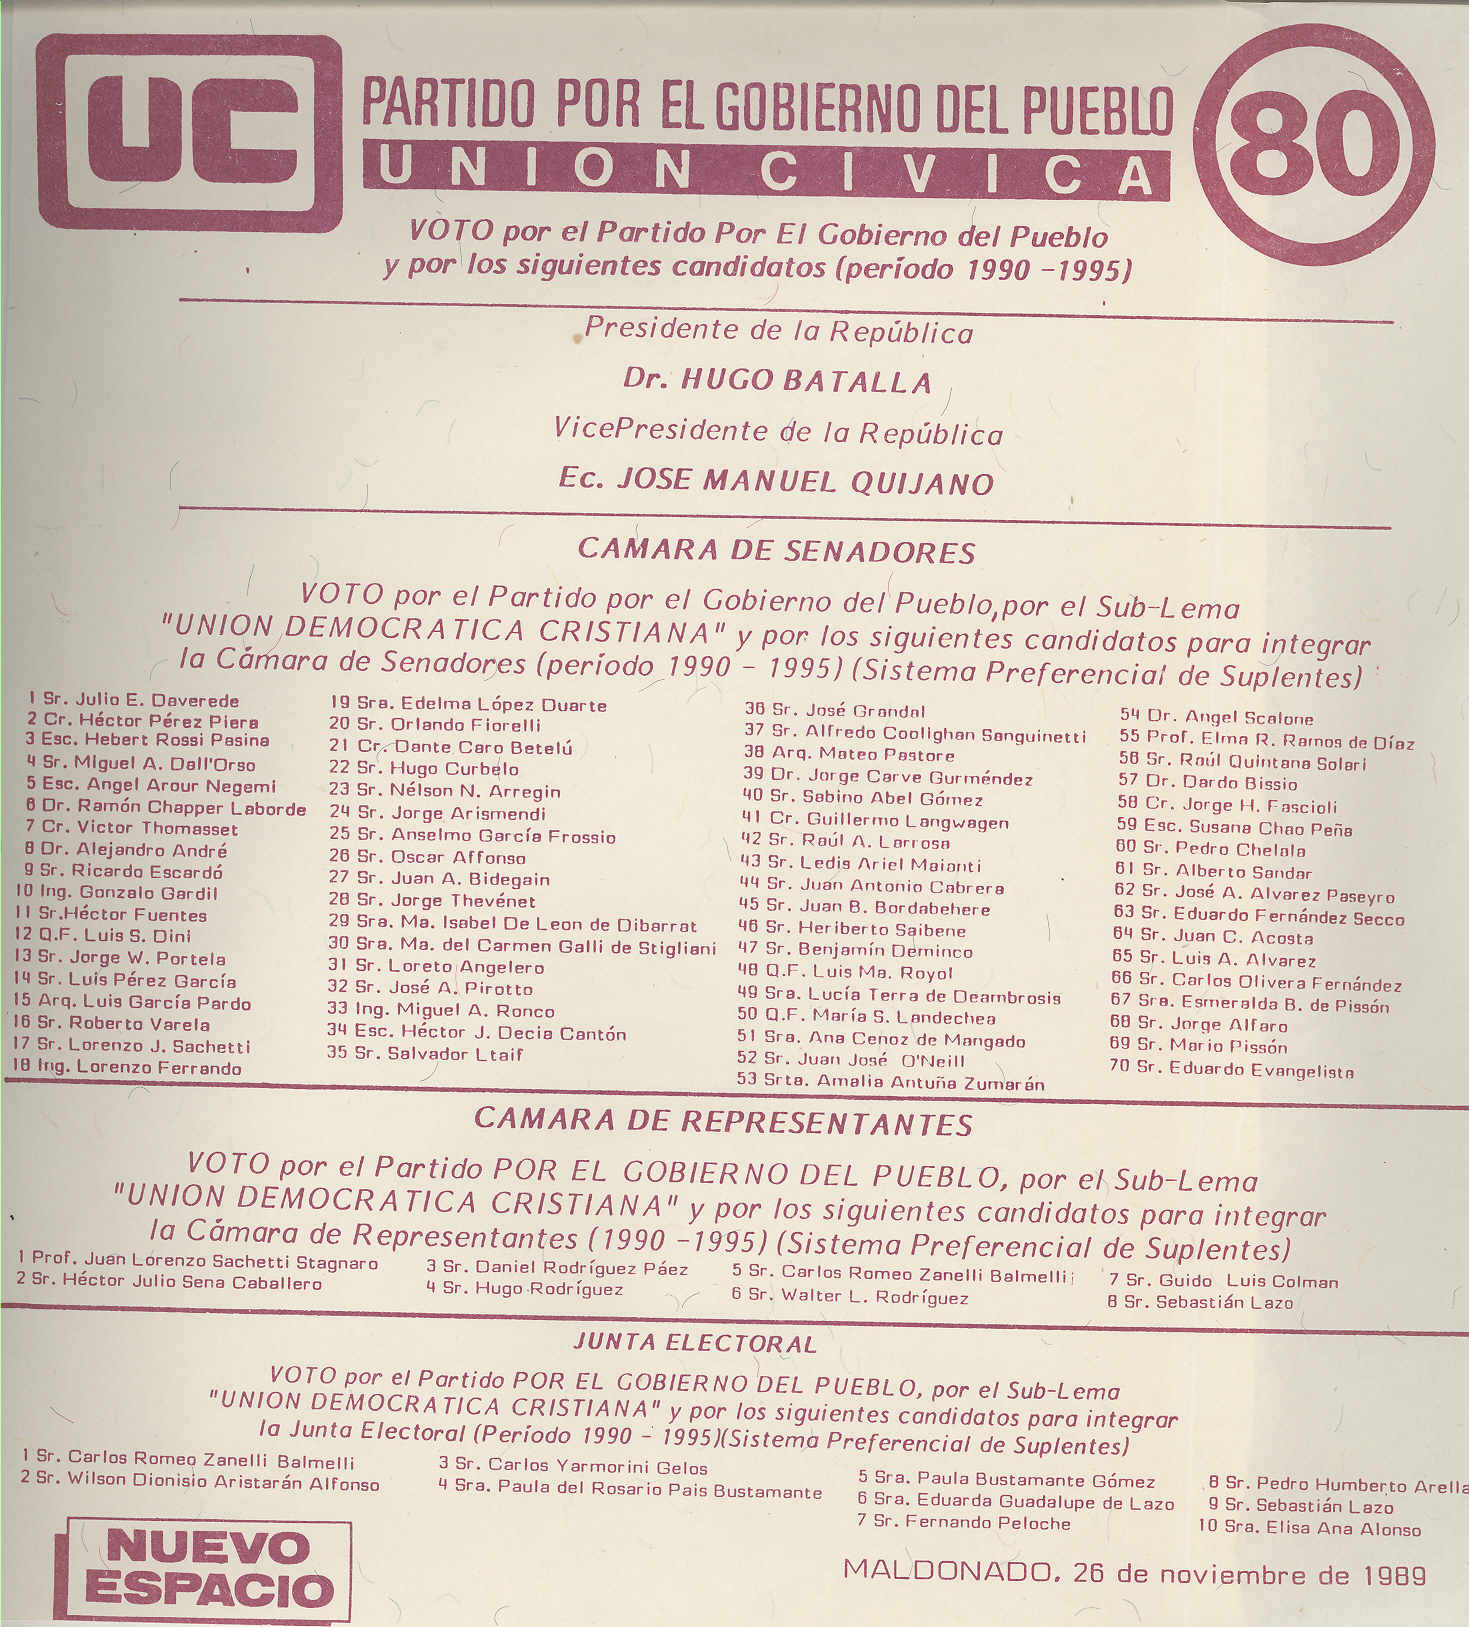 UC
PARTIDO POR EL GOBIERNO DEL PUEBLO
UNION CIVICA
80
VOTO por el Partido Por El Gobierno del Pueblo
y por los siguientes candidatos (período 1990 -1995)
Presidente de la República
Dr. HUGO BATALLA
VicePresidente de la República
Ec. JOSE MANUEL QUIJANO
CAMARA DE SENADORES
VOTO por el Partido por el Gobierno del Pueblo,por el Sub-Lema
"UNION DEMOCRATICA CRISTIANA" y por los siguientes candidatos para integrar
la Cámara de Senadores (período 1990 - 1995) (Sistema Preferencial de Suplentes)
1 Sr. Julio E. Daverede
2 Cr. Héctor Pérez Piera
3 Esc. Hebert Rossi Pasina
4 Sr. Miguel A. Dall'Orso
5 Esc. Angel Arour Negemi
6 Dr. Ramón Chapper Laborde
7 Cr. Victor Thomasset
8 Dr. Alejandro André
9 Sr. Ricardo Escardó
10 Ing. Gonzalo Gardil
11 Sr.Héctor Fuentes
12 Q.F. Luis S. Dini
13 Sr. Jorge W. Portela
14 Sr. Luis Pérez García
15 Arq. Luis García Pardo
16 Sr. Roberto Varela
17 Sr. Lorenzo J. Sachetti
18 Ing. Lorenzo Ferrando
19 Sra. Edelma López Duarte
20 Sr. Orlando Fiorelli
21 Cr. Dante Caro Betelú
22 Sr. Hugo Curbelo
23 Sr. Nélson N. Arregin
24 Sr. Jorge Arismendi
25 Sr. Anselmo García Frossio
26 Sr. Oscar Affonso
27 Sr. Juan A. Bidegain
28 Sr. Jorge Thevénet
29 Sra. Ma. Isabel De Leon de Dibarrat
30 Sra. Ma. del Carmen Galli de Stigliani
31 Sr. Loreto Angelero
32 Sr. José A. Pirotto
33 Ing. Miguel A. Ronco
34 Esc. Héctor J. Decia Cantón
35 Sr. Salvador Ltaif
36 Sr. José Grandal
37 Sr. Alfredo Coolighan Sanguinetti
38 Arq. Mateo Pastore
39 Dr. Jorge Carve Gurméndez
40 Sr. Sabino Abel Gómez
41 Cr. Guillermo Langwagen
42 Sr. Raúl A. Larrosa
43 Sr. Ledis Ariel Maianti
44 Sr. Juan Antonio Cabrera
45 Sr. Juan B. Bordabehere
46 Sr. Heriberto Saibene
47 Sr. Benjamín Deminco
48 Q.F. Luis Ma. Royol
49 Sra. Lucía Terra de Deambrosis
50 Q.F. María S. Landechea
51 Sra. Ana Cenoz de Mangado
52 Sr. Juan José O'Neill
53 Srta. Amalia Antuña Zumarán
54 Dr. Angel Scalone
55 Prof. Elma R. Ramos de Díaz
56 Sr. Raúl Quintana Solari
57 Dr. Dardo Bissio
58 Cr. Jorge H. Fascioli
59 Esc. Susana Chao Peña
60 Sr. Pedro Chelala
61 Sr. Alberto Sandar
62 Sr. José A. Alvarez Paseyro
63 Sr. Eduardo Fernández Secco
64 Sr. Juan C. Acosta
65 Sr. Luis A. Alvarez
66 Sr. Carlos Olivera Fernández
67 Sra. Esmeralda B. de Pissón
68 Sr. Jorge Alfaro
69 Sr. Mario Pissón
70 Sr. Eduardo Evangelista
CAMARA DE REPRESENTANTES
VOTO por el Partido POR EL GOBIERNO DEL PUEBLO, por el Sub-Lema
"UNION DEMOCRATICA CRISTIANA" y por los siguientes candidatos para integrar
la Cámara de Representantes (1990 -1995) (Sistema Preferencial de Suplentes)
1 Prof. Juan Lorenzo Sachetti Stagnaro
2 Sr. Héctor Julio Sena Caballero
3 Sr. Daniel Rodríguez Páez
4 Sr. Hugo Rodríguez
5 Sr. Carlos Romeo Zanelli Balmelli
6 Sr. Walter L. Rodríguez
7 Sr. Guido Luis Colman
8 Sr. Sebastián Lazo
JUNTA ELECTORAL
VOTO por el Partido POR EL GOBIERNO DEL PUEBLO, por el Sub-Lema
"UNION DEMOCRATICA CRISTIANA" y por los siguientes candidatos para integrar
la Junta Electoral (Período 1990 - 1995)(Sistema Preferencial de Suplentes)
1 Sr. Carlos Romeo Zanelli Balmelli
2 Sr. Wilson Dionisio Aristarán Alfonso
3 Sr. Carlos Yarmorini Gelos
4 Sra. Paula del Rosario Pais Bustamante
5 Sra. Paula Bustamante Gómez
6 Sra. Eduarda Guadalupe de Lazo
7 Sr. Fernando Peloche
8 Sr. Pedro Humberto Arella
9 Sr. Sebastián Lazo
10 Sra. Elisa Ana Alonso
NUEVO
ESPACIO
MALDONADO, 26 de noviembre de 1989